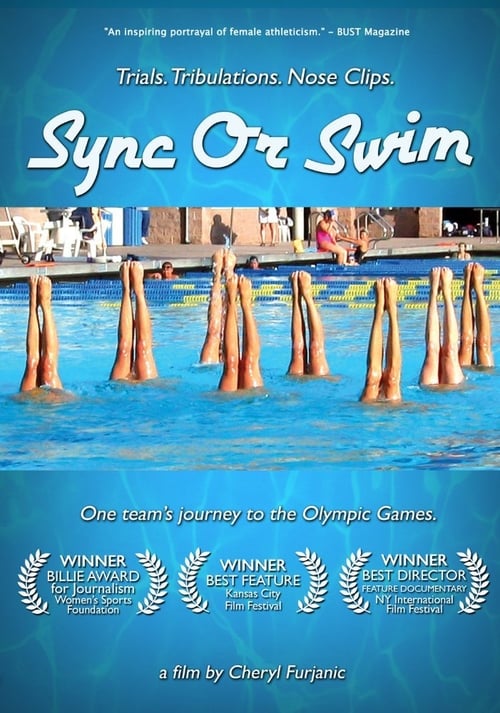 "An inspiring portrayal of female athleticism." - BUST Magazine
Trials. Tribulations. Nose Clips.
Sync Or Swim
One team's journey to the Olympic Games.
WINNER
BILLIE AWARD
for Journalism
Women's Sports
Foundation
WINNER
BEST FEATURE
Kansas City
Film Festival
WINNER
BEST DIRECTOR
FEATURE DOCUMENTARY
NY International
Film Festival
a film by Cheryl Furjanic